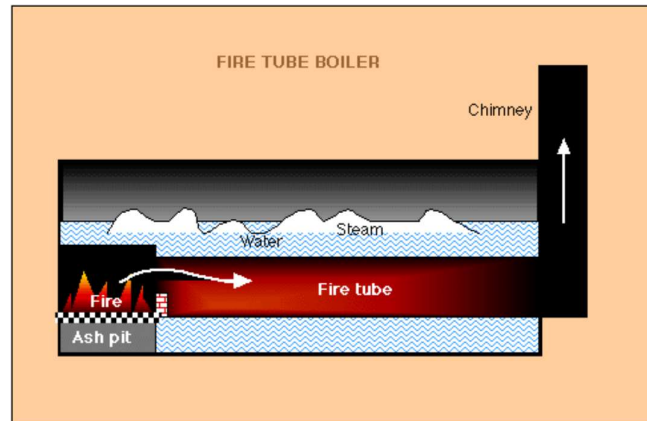 FIRE TUBE BOILER
Chimney
Steam
Water
Fire tube
Fire
Ash pit